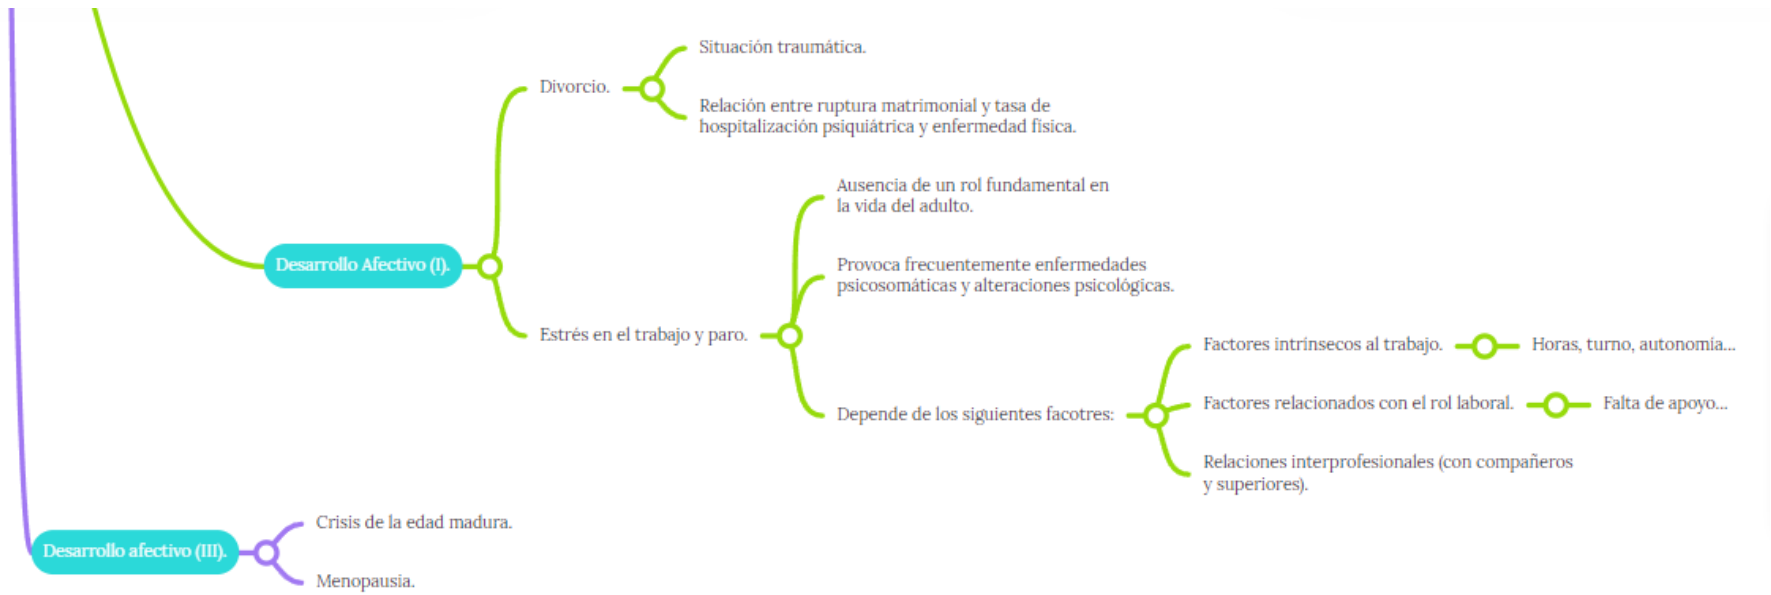 Situación traumática.
Divorcio.
Relación entre ruptura matrimonial y tasa de
hospitalización psiquiátrica y enfermedad física.
Desarrollo Afectivo (I).
Ausencia de un rol fundamental en
la vida del adulto.
Provoca frecuentemente enfermedades
psicosomáticas y alteraciones psicológicas.
Estrés en el trabajo y paro.
Depende de los siguientes facotres:
Factores intrínsecos al trabajo.
Horas, turno, autonomía...
Factores relacionados con el rol laboral.
Falta de apoyo...
Relaciones interprofesionales (con compañeros
y superiores).
Desarrollo afectivo (III).
Crisis de la edad madura.
Menopausia.